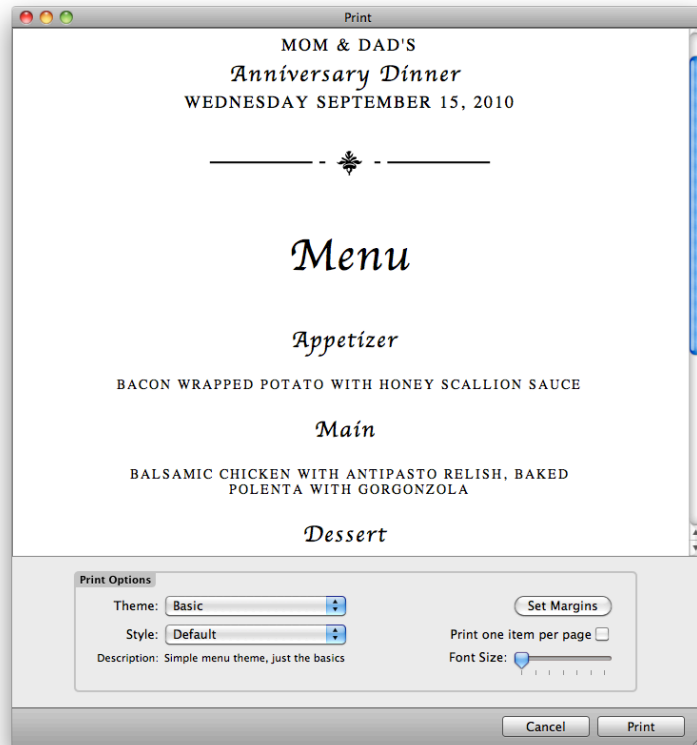 Print
MOM & DAD'S
Anniversary Dinner
WEDNESDAY SEPTEMBER 15, 2010
Menu
Appetizer
BACON WRAPPED POTATO WITH HONEY SCALLION SAUCE
Main
BALSAMIC CHICKEN WITH ANTIPASTO RELISH, BAKED
POLENTA WITH GORGONZOLA
Dessert
Print Options
Theme: Basic
Set Margins
Style: Default
Print one item per page
Description: Simple menu theme, just the basics
Font Size:
Cancel
Print